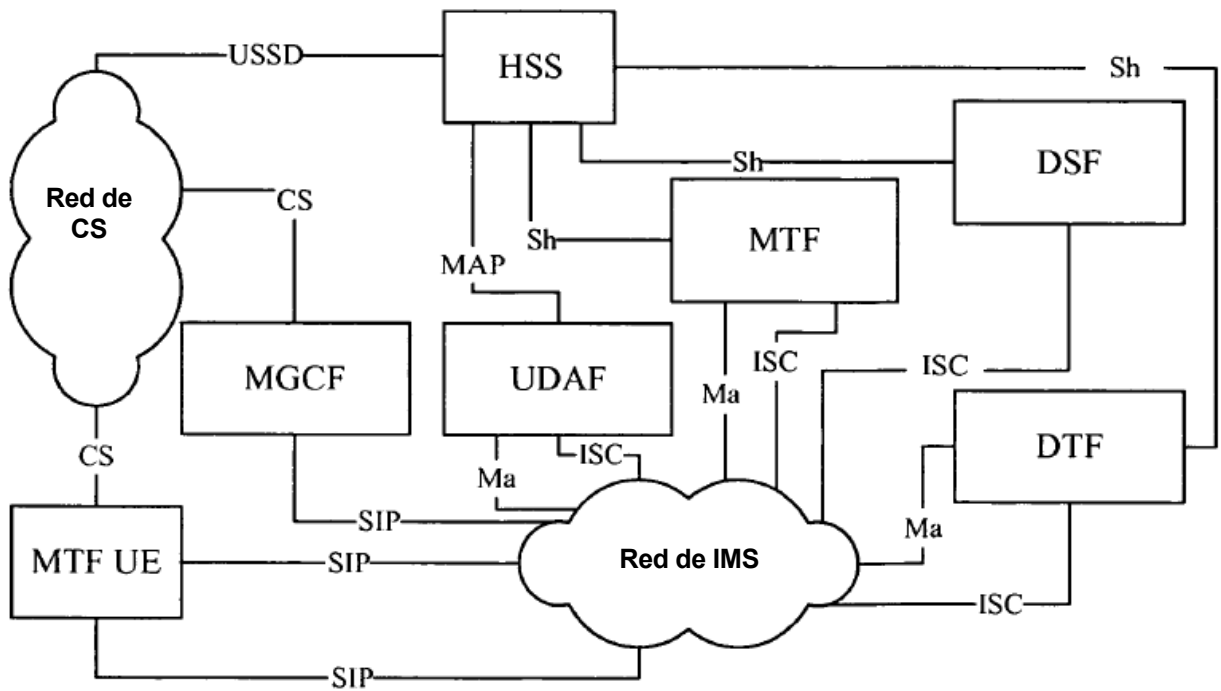 USSD
HSS
Sh
Red de
CS
CS
Sh
DSF
MTF
Sh
MAP
MGCF
UDAF
Ma
ISC
ISC
DTF
CS
Ma
ISC
SIP
Ma
MTF UE
SIP
Red de IMS
ISC
SIP